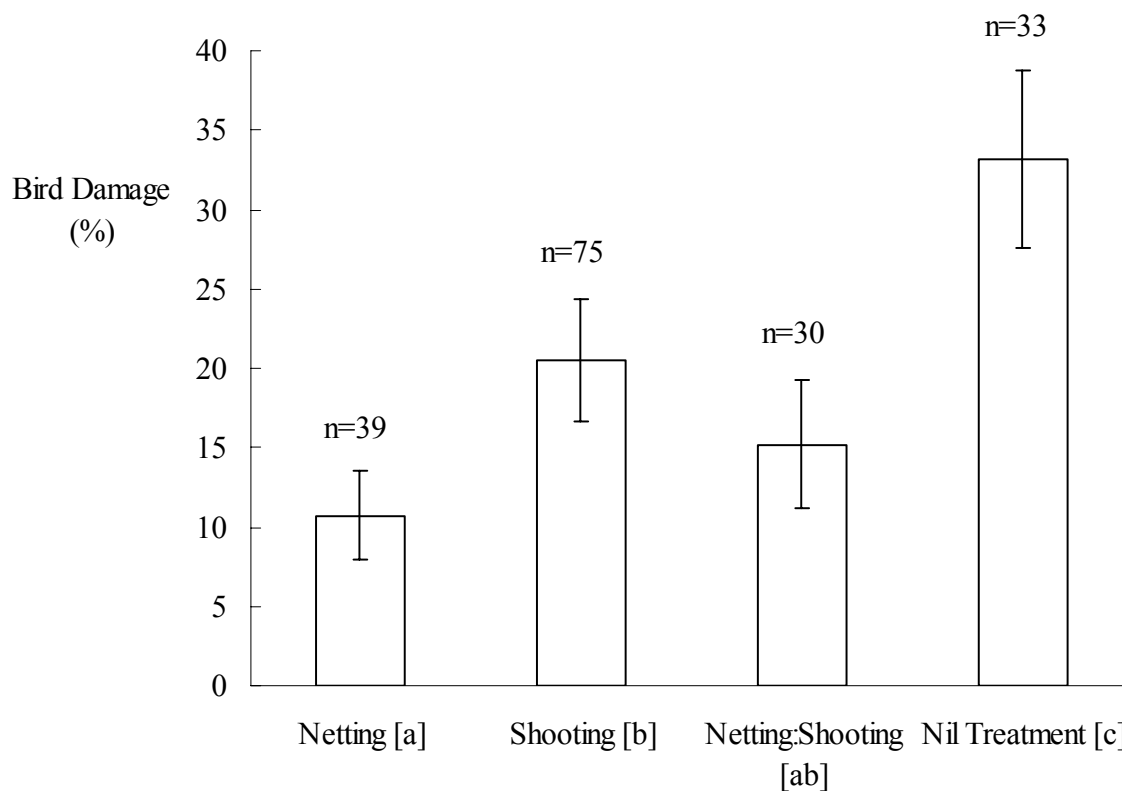 n=33
40
35
Bird Damage
(%)
30
n=75
25
n=30
20
n=39
15
10
5
0
Netting [a]
Shooting [b]
Netting:Shooting
[ab]
Nil Treatment [c]